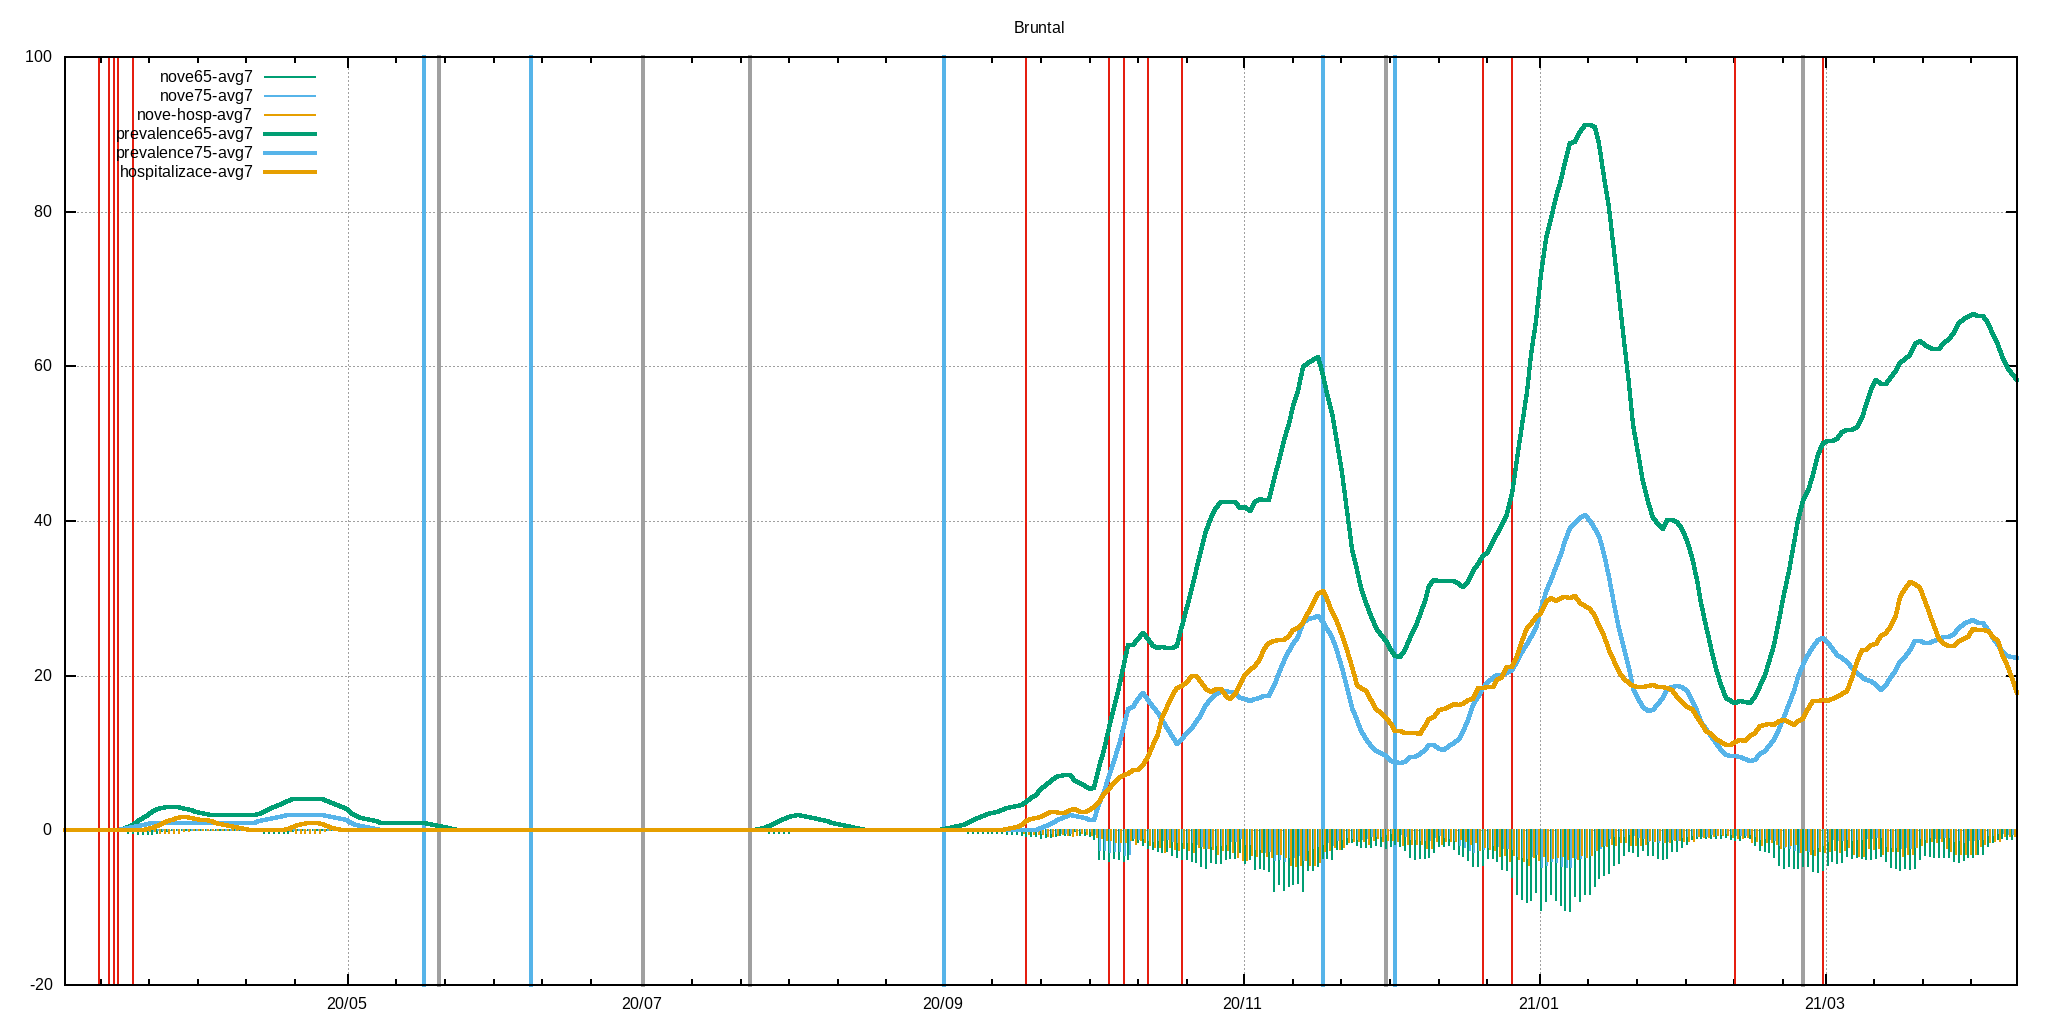 Bruntal
100
80
60
40
20
0
-20
nove65-avg7
nove75-avg7
nove-hosp-avg7
prevalence65-avg7
prevalence75-avg7
hospitalizace-avg7
20/05 20/07 20/09 20/11 21/01 21/03